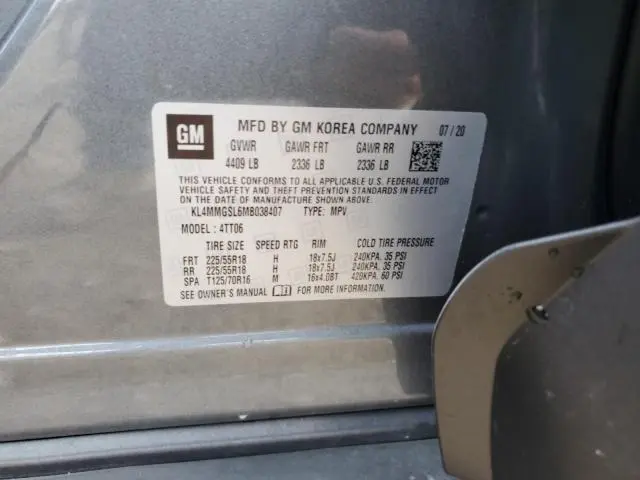 GM MFD BY GM KOREA COMPANY 07/20
GVWR GAWR FRT GAWR RR
4409 LB 2336 LB 2336 LB
THIS VEHICLE CONFORMS TO ALL APPLICABLE U.S. FEDERAL MOTOR
VEHICLE SAFETY AND THEFT PREVENTION STANDARDS IN EFFECT ON
THE DATE OF MANUFACTURE SHOWN ABOVE.
KL4MMGSL6MB038407 TYPE: MPV
MODEL: 4TT06
TIRE SIZE SPEED RTG RIM COLD TIRE PRESSURE
FRT 225/55R18 H 18x7.5J 240KPA, 35 PSI
RR 225/55R18 H 18x7.5J 240KPA, 35 PSI
SPA T125/70R16 M 16x4.0BT 420KPA, 60 PSI
SEE OWNER'S MANUAL FOR MORE INFORMATION